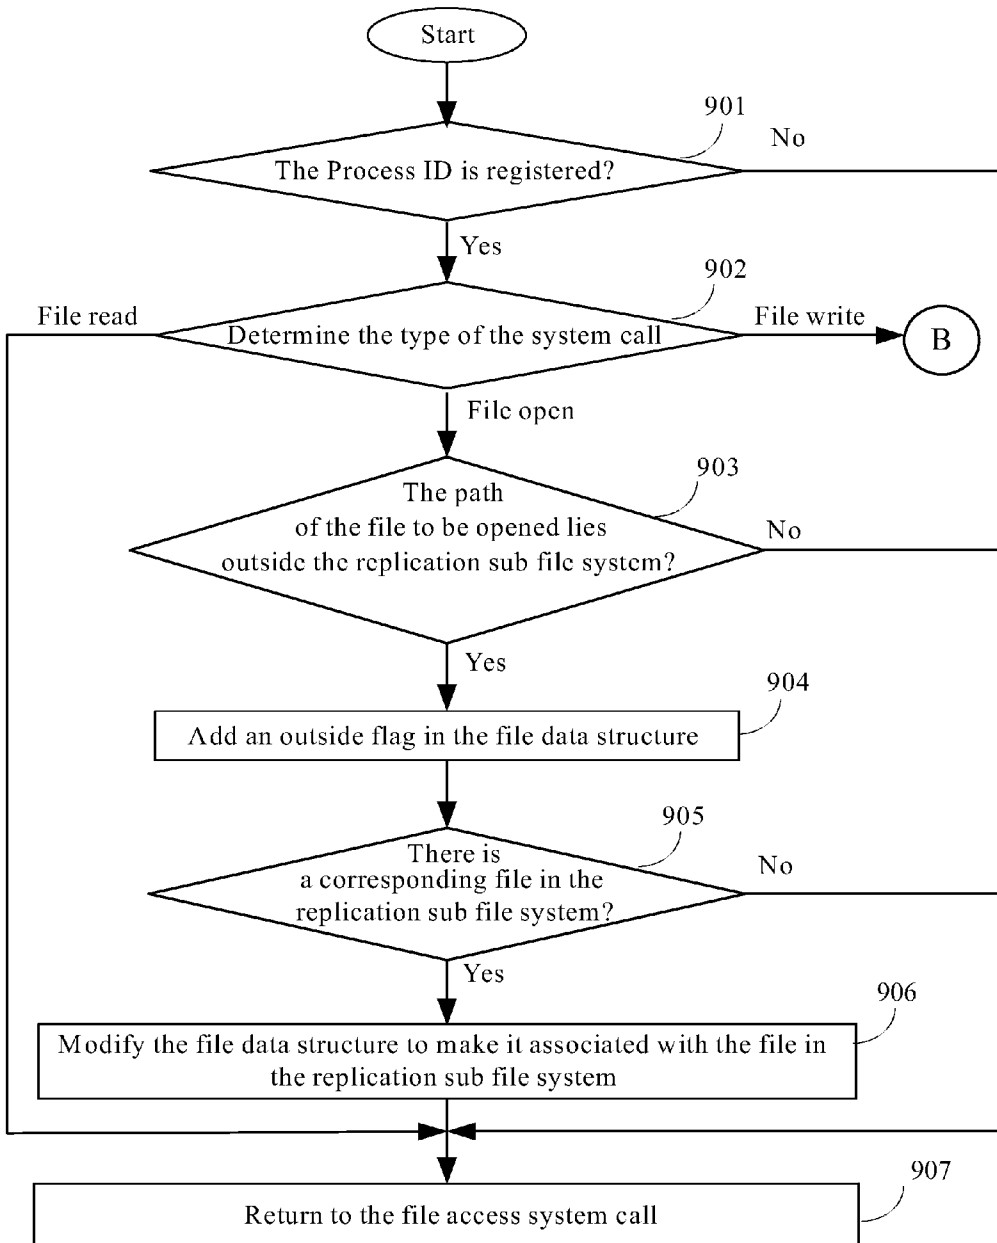 Start
901
No
The Process ID is registered?
Yes
902
File read
File write
Determine the type of the system call
B
File open
903
The path
of the file to be opened lies
outside the replication sub file system?
No
Yes
904
Add an outside flag in the file data structure
905
There is
a corresponding file in the
replication sub file system?
No
Yes
906
Modify the file data structure to make it associated with the file in
the replication sub file system
907
Return to the file access system call